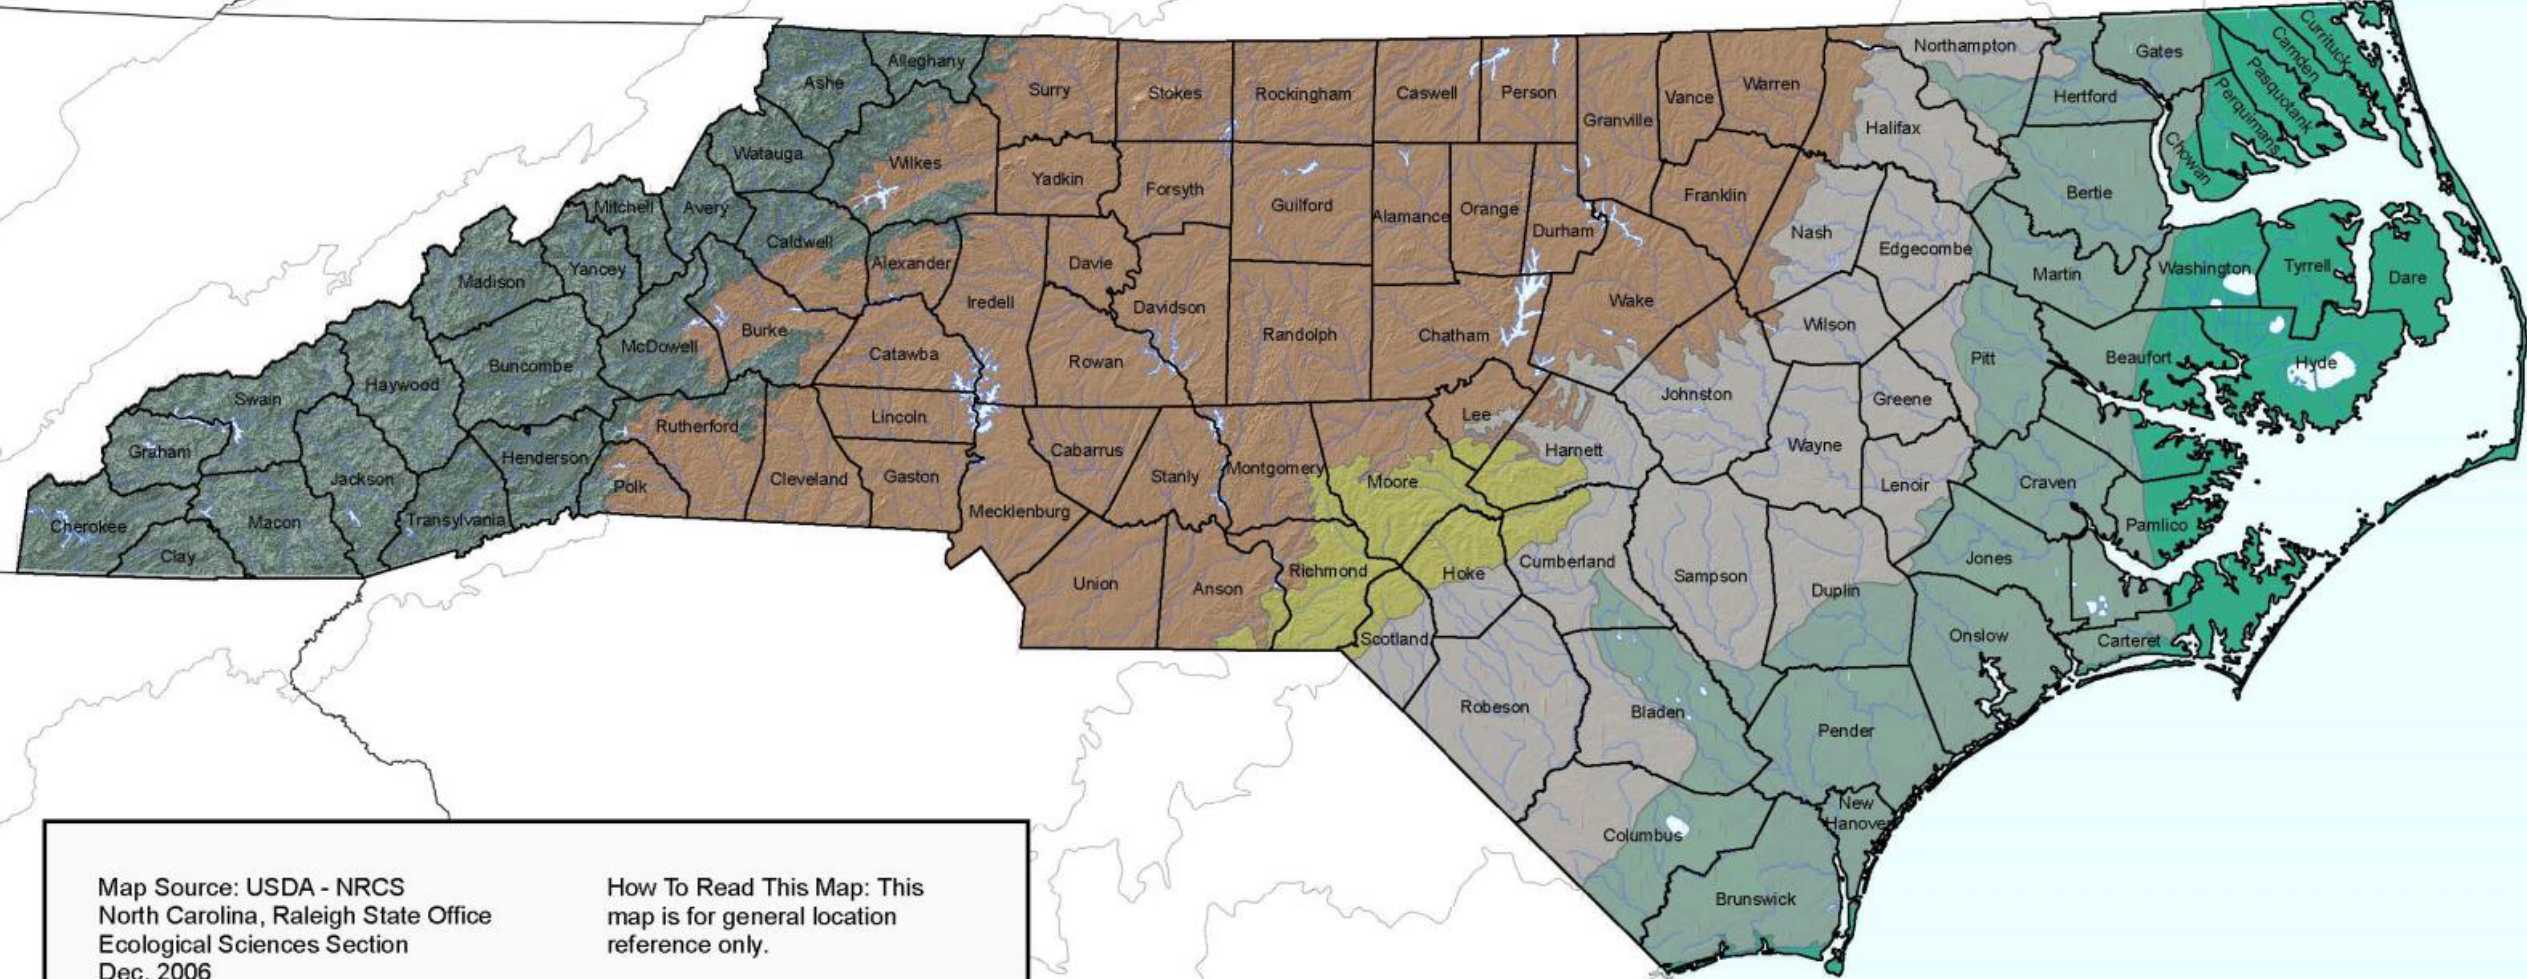 Northampton
Gates
Currituck
Camden
Pasquotank
Perquimans
Chowan
Alleghany
Ashe
Surry
Stokes
Rockingham
Caswell
Person
Granville
Vance
Warren
Halifax
Hertford
Watauga
Wilkes
Yadkin
Forsyth
Guilford
Alamance
Orange
Durham
Franklin
Nash
Edgecombe
Bertie
Martin
Washington
Tyrrell
Dare
Mitchell
Avery
Caldwell
Alexander
Iredell
Davie
Davidson
Randolph
Chatham
Wake
Wilson
Pitt
Beaufort
Hyde
Madison
Yancey
Burke
McDowell
Catawba
Rowan
Buncombe
Haywood
Swain
Graham
Rutherford
Lincoln
Cabarrus
Stanly
Montgomery
Moore
Lee
Harnett
Johnston
Wayne
Greene
Lenoir
Craven
Pamlico
Henderson
Polk
Cleveland
Gaston
Mecklenburg
Jackson
Cherokee
Macon
Clay
Transylvania
Union
Anson
Richmond
Hoke
Cumberland
Sampson
Duplin
Jones
Onslow
Carteret
Scotland
Robeson
Bladen
Pender
New
Hanover
Columbus
Brunswick
Map Source: USDA - NRCS
North Carolina, Raleigh State Office
Ecological Sciences Section
Dec. 2006
How To Read This Map: This
map is for general location
reference only.